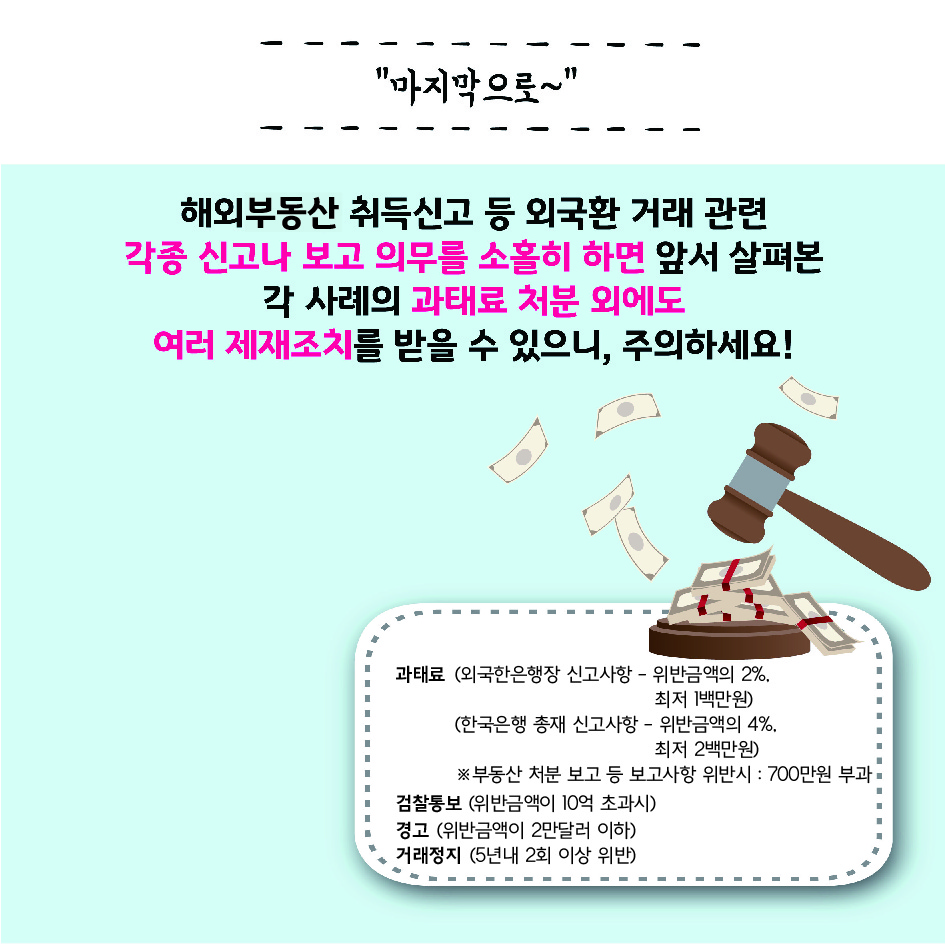 "마지막으로~"
해외부동산 취득신고 등 외국환 거래 관련
각종 신고나 보고 의무를 소홀히 하면 앞서 살펴본
각 사례의 과태료 처분 외에도
여러 제재조치를 받을 수 있으니, 주의하세요!
과태료 (외국한은행장 신고사항 - 위반금액의 2%,
최저 1백만원)
(한국은행 총재 신고사항 - 위반금액의 4%,
최저 2백만원)
※부동산 처분 보고 등 보고사항 위반시 : 700만원 부과
검찰통보 (위반금액이 10억 초과시)
경고 (위반금액이 2만달러 이하)
거래정지 (5년내 2회 이상 위반)